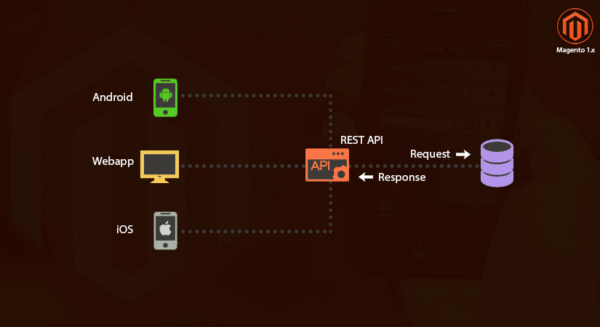 Magento 1.x
Android
REST API
Webapp
API
Request
Response
iOS